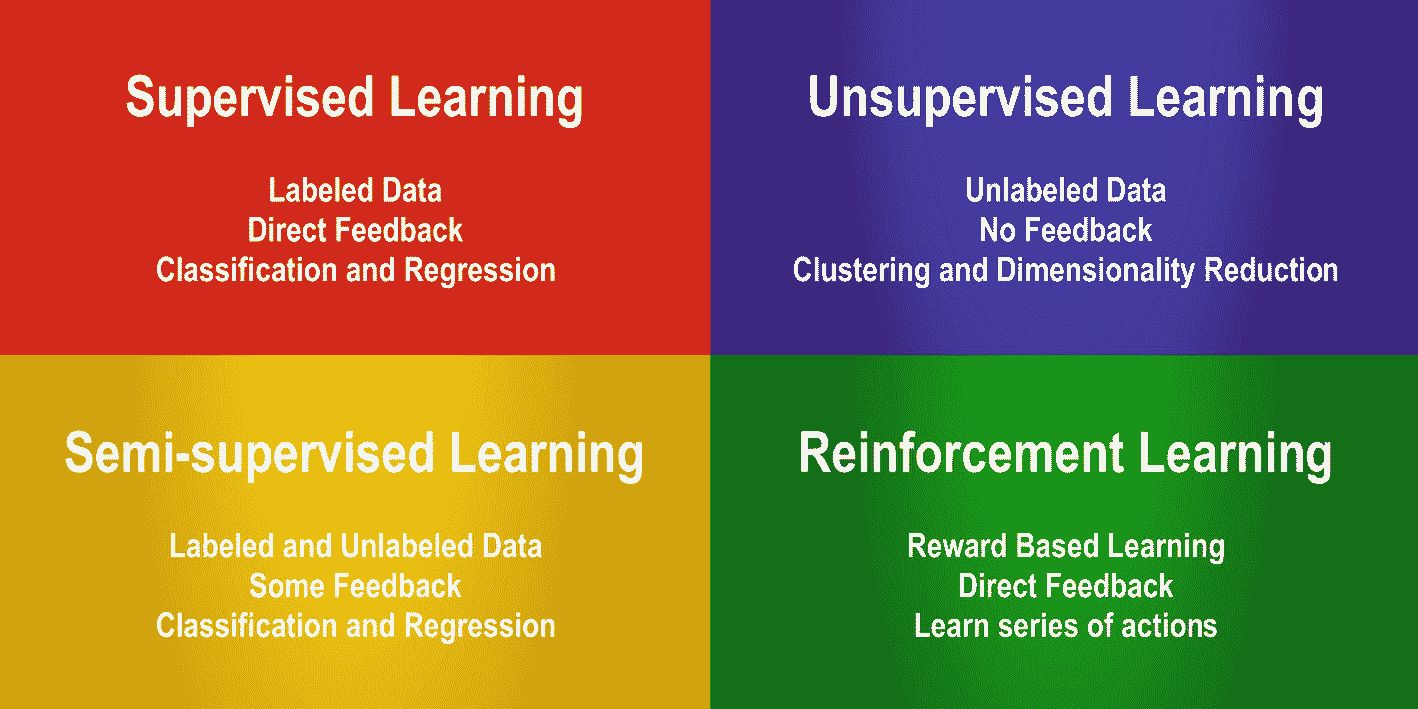 Supervised Learning
Labeled Data
Direct Feedback
Classification and Regression
Unsupervised Learning
Unlabeled Data
No Feedback
Clustering and Dimensionality Reduction
Semi-supervised Learning
Labeled and Unlabeled Data
Some Feedback
Classification and Regression
Reinforcement Learning
Reward Based Learning
Direct Feedback
Learn series of actions